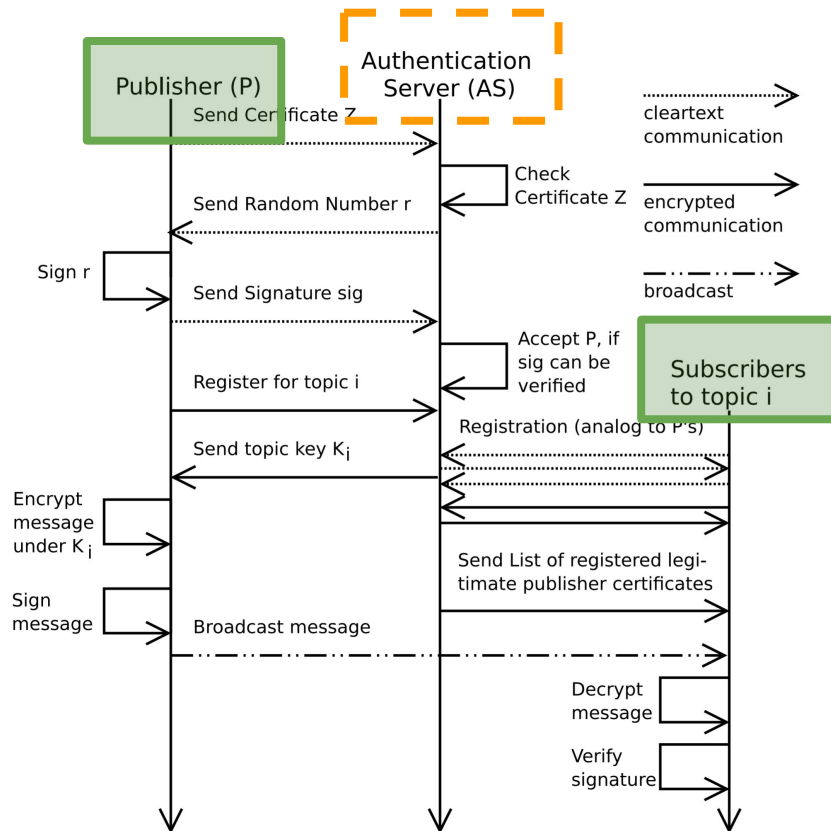 Publisher (P)
Authentication
Server (AS)
Send Certificate Z
cleartext
communication
Check
Certificate Z
Send Random Number r
encrypted
communication
Sign r
Send Signature sig
broadcast
Accept P, if
sig can be
verified
Subscribers
to topic i
Register for topic i
Registration (analog to P's)
Send topic key Ki
Encrypt
message
under Ki
Send List of registered legi-
timate publisher certificates
Sign
message
Broadcast message
Decrypt
message
Verify
signature